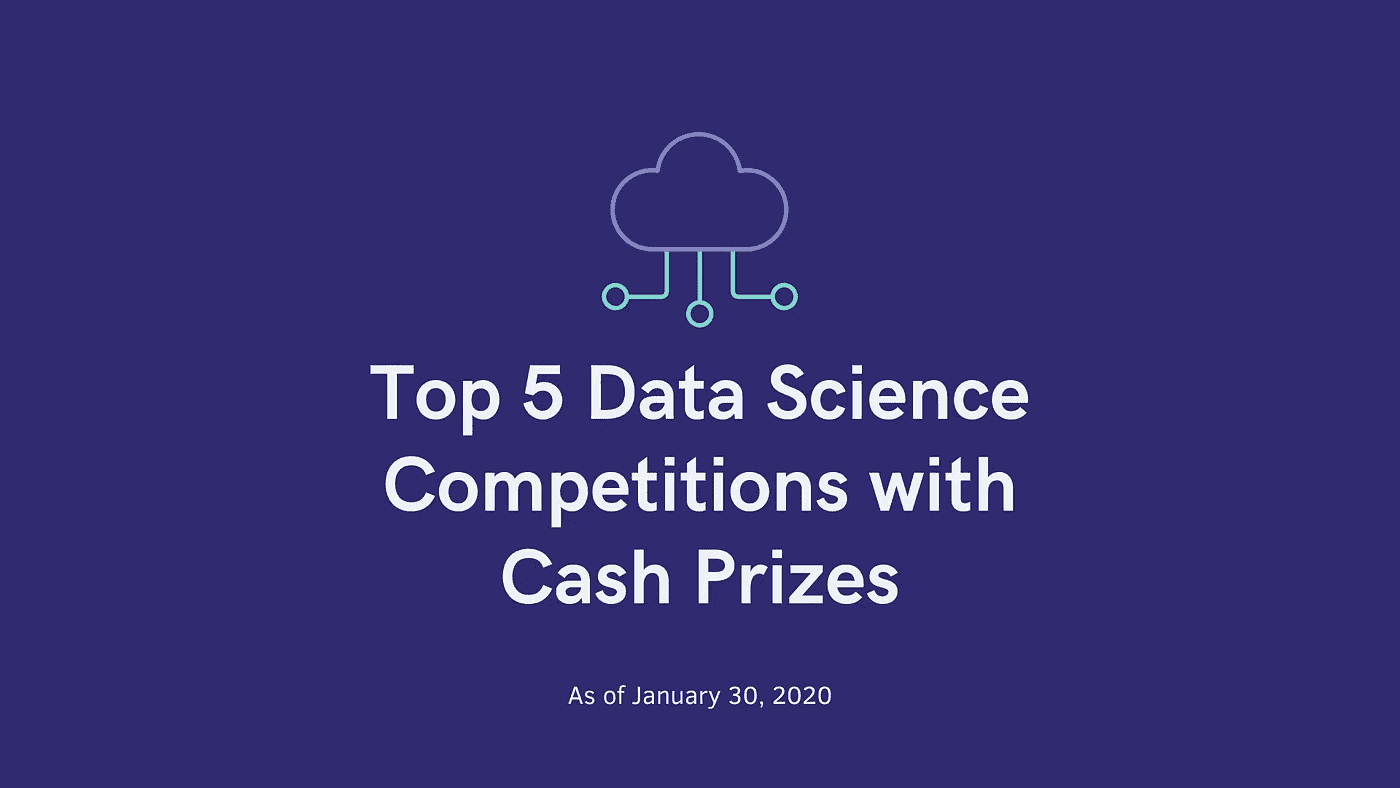 Top 5 Data Science
Competitions with
Cash Prizes
As of January 30, 2020